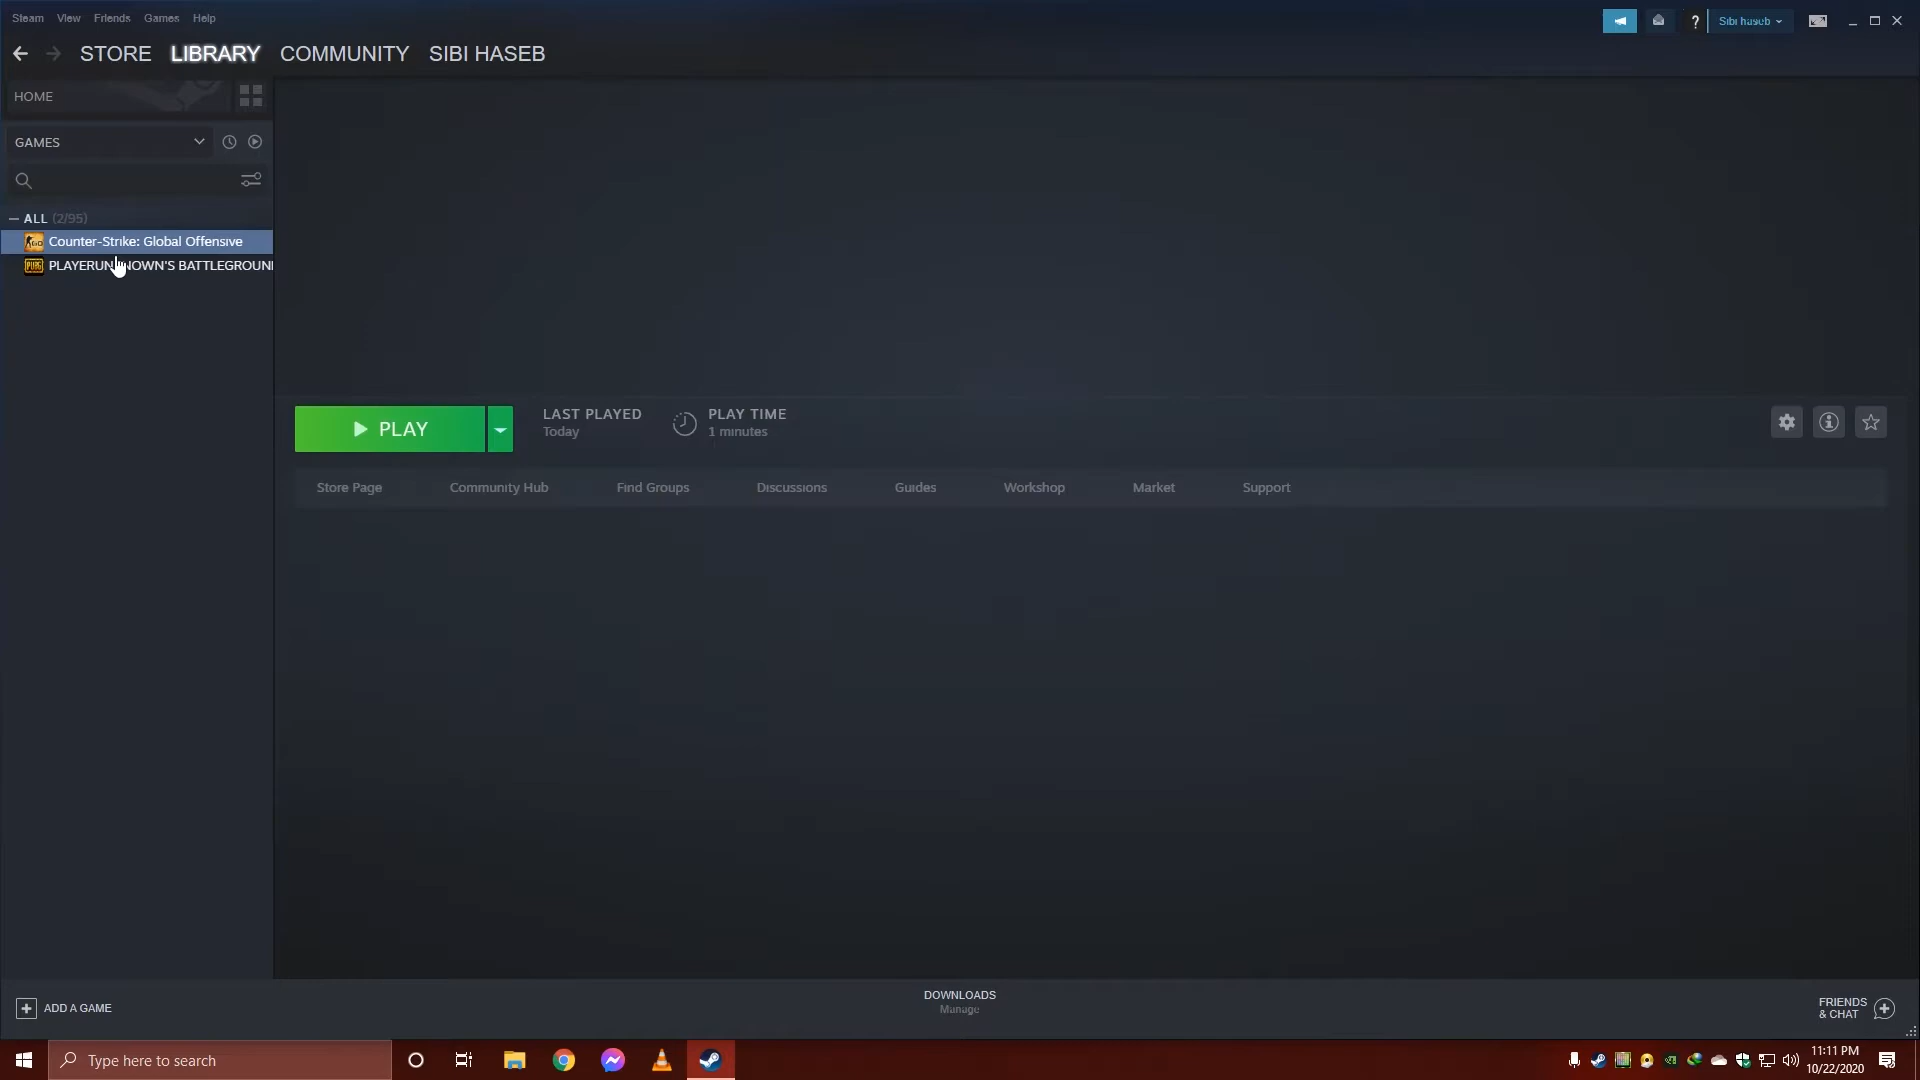 Steam View Friends Games Help
? Sibi haseb
STORE LIBRARY COMMUNITY SIBI HASEB
HOME
GAMES
ALL (2/95)
Counter-Strike: Global Offensive
BATTLEGROUN
PLAY
LAST PLAYED
Today
PLAY TIME
1 minutes
Store Page Community Hub Find Groups Discussions Guides Workshop Market Support
ADD A GAME
DOWNLOADS
Manage
FRIENDS
& CHAT
Type here to search
11:11 PM
10/22/2020